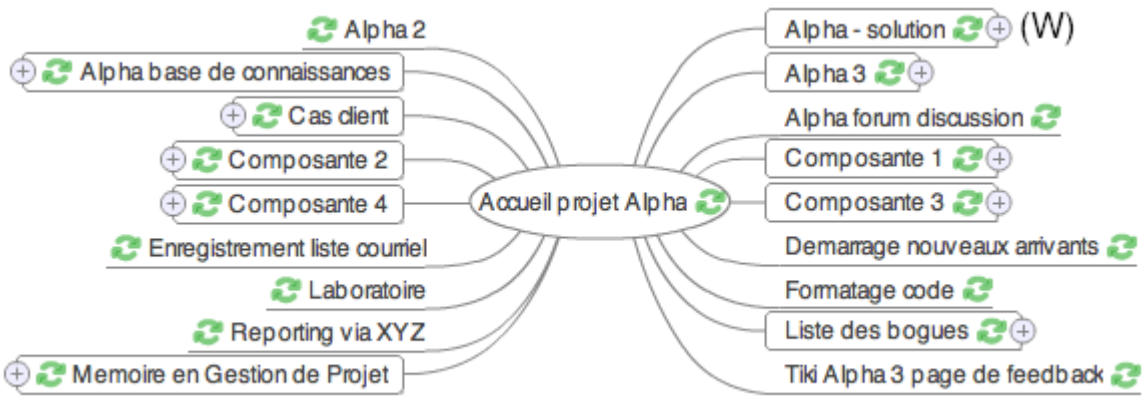 Alpha 2
Alpha base de connaissances
Cas client
Composante 2
Composante 4
Enregistrement liste courriel
Laboratoire
Reporting via XYZ
Memoire en Gestion de Projet
Accueil projet Alpha
Alpha - solution (W)
Alpha 3
Alpha forum discussion
Composante 1
Composante 3
Demarrage nouveaux arrivants
Formatage code
Liste des bogues
Tiki Alpha 3 page de feedback